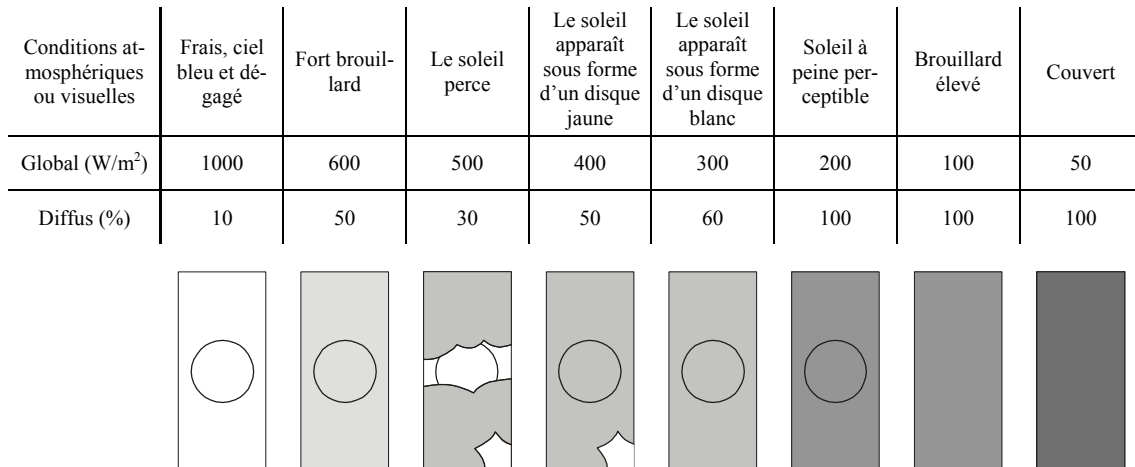 Conditions at-
mosphériques
ou visuelles
Frais, ciel
bleu et dé-
gagé
Fort brouil-
lard
Le soleil
perce
Le soleil
apparaît
sous forme
d'un disque
jaune
Le soleil
apparaît
sous forme
d'un disque
blanc
Soleil à
peine per-
ceptible
Brouillard
élevé
Couvert
Global (W/m²) 1000 600 500 400 300 200 100 50
Diffus (%) 10 50 30 50 60 100 100 100